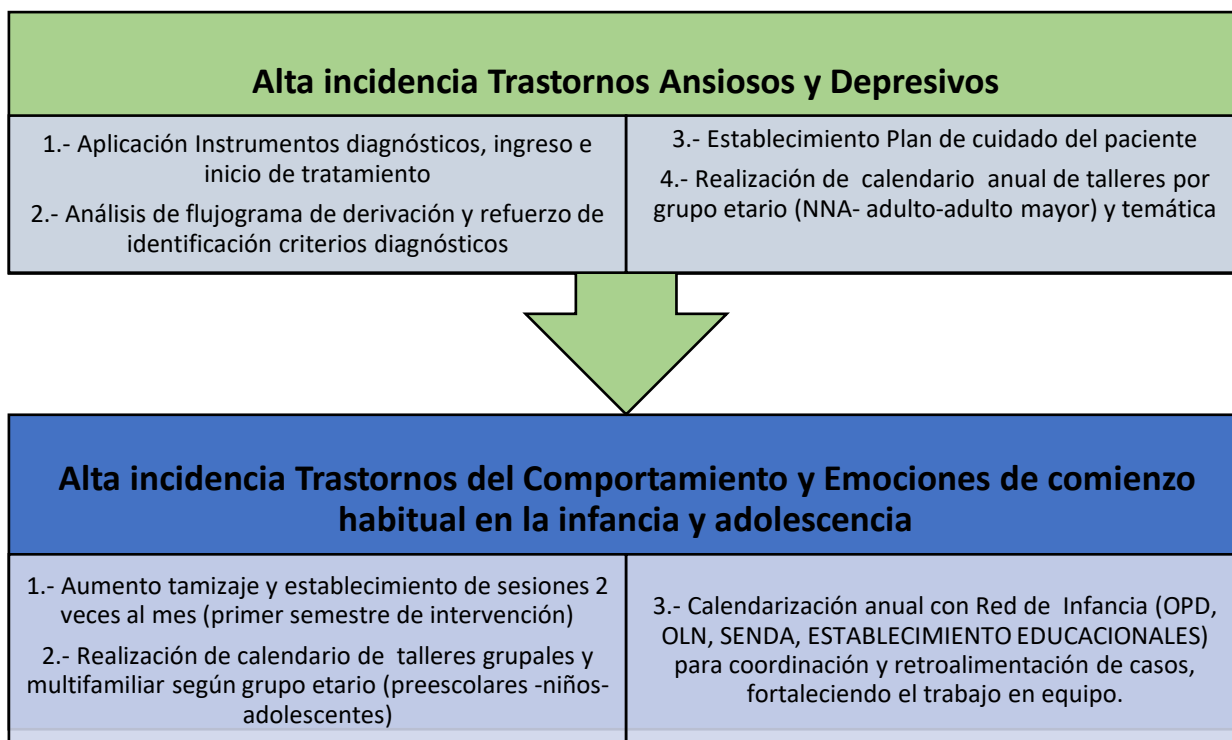 Alta incidencia Trastornos Ansiosos y Depresivos
1.- Aplicación Instrumentos diagnósticos, ingreso e
inicio de tratamiento
2.- Análisis de flujograma de derivación y refuerzo de
identificación criterios diagnósticos
3.- Establecimiento Plan de cuidado del paciente
4.- Realización de calendario anual de talleres por
grupo etario (NNA- adulto-adulto mayor) y temática
Alta incidencia Trastornos del Comportamiento y Emociones de comienzo
habitual en la infancia y adolescencia
1.- Aumento tamizaje y establecimiento de sesiones 2
veces al mes (primer semestre de intervención)
2.- Realización de calendario de talleres grupales y
multifamiliar según grupo etario (preescolares -niños-
adolescentes)
3.- Calendarización anual con Red de Infancia (OPD,
OLN, SENDA, ESTABLECIMIENTO EDUCACIONALES)
para coordinación y retroalimentación de casos,
fortaleciendo el trabajo en equipo.